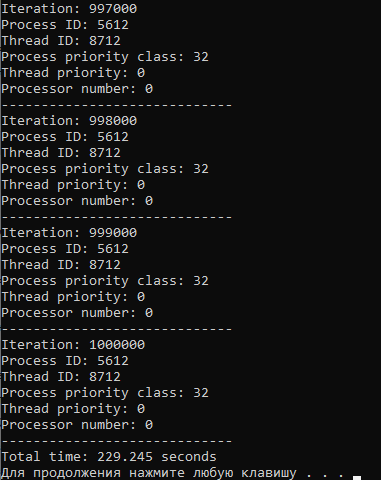 Iteration: 997000
Process ID: 5612
Thread ID: 8712
Process priority class: 32
Thread priority: 0
Processor number: 0
-----------------------------
Iteration: 998000
Process ID: 5612
Thread ID: 8712
Process priority class: 32
Thread priority: 0
Processor number: 0
-----------------------------
Iteration: 999000
Process ID: 5612
Thread ID: 8712
Process priority class: 32
Thread priority: 0
Processor number: 0
-----------------------------
Iteration: 1000000
Process ID: 5612
Thread ID: 8712
Process priority class: 32
Thread priority: 0
Processor number: 0
-----------------------------
Total time: 229.245 seconds
Для продолжения нажмите любую клавишу . . .